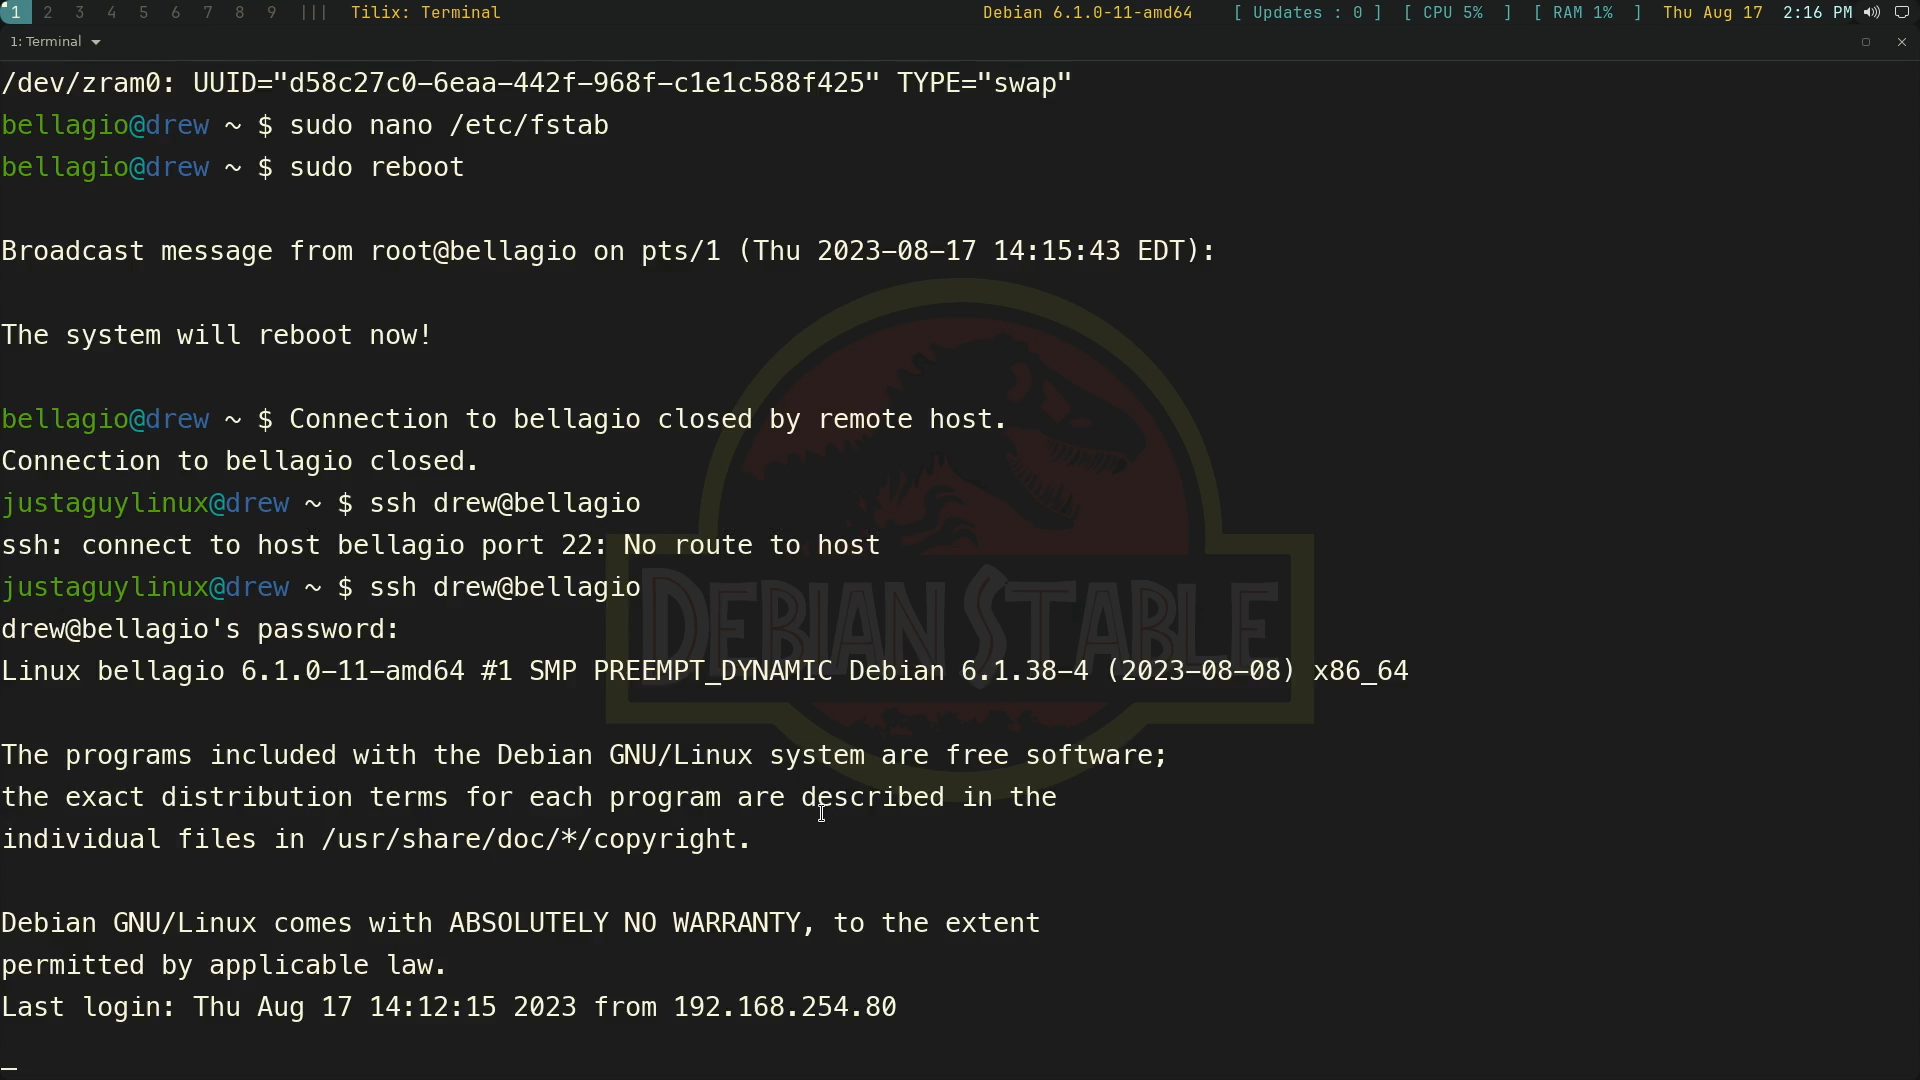 1 2 3 4 5 6 7 8 9 ||| Tilix: Terminal Debian 6.1.0-11-amd64 [ Updates : 0 ] [ CPU 5% ] [ RAM 1% ] Thu Aug 17 2:16 PM
1: Terminal
/dev/zram0: UUID="d58c27c0-6eaa-442f-968f-c1e1c588f425" TYPE="swap"
bellagio@drew ~ $ sudo nano /etc/fstab
bellagio@drew ~ $ sudo reboot
Broadcast message from root@bellagio on pts/1 (Thu 2023-08-17 14:15:43 EDT):
The system will reboot now!
bellagio@drew ~ $ Connection to bellagio closed by remote host.
Connection to bellagio closed.
justaguylinux@drew ~ $ ssh drew@bellagio
ssh: connect to host bellagio port 22: No route to host
justaguylinux@drew ~ $ ssh drew@bellagio
DEBIAN STABLE
drew@bellagio's password:
Linux bellagio 6.1.0-11-amd64 #1 SMP PREEMPT_DYNAMIC Debian 6.1.38-4 (2023-08-08) x86_64
The programs included with the Debian GNU/Linux system are free software;
the exact distribution terms for each program are described in the
individual files in /usr/share/doc/*/copyright.
Debian GNU/Linux comes with ABSOLUTELY NO WARRANTY, to the extent
permitted by applicable law.
Last login: Thu Aug 17 14:12:15 2023 from 192.168.254.80